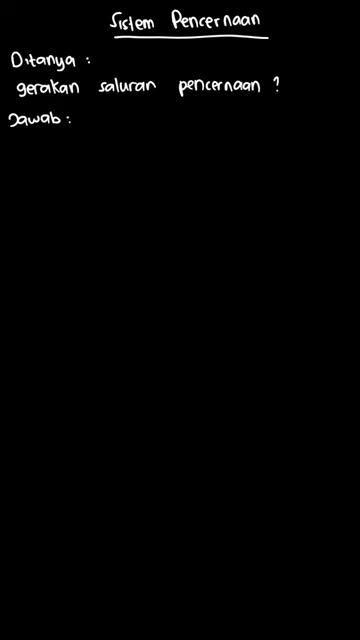 Sistem Pencernaan
Ditanya :
gerakan saluran pencernaan ?
Jawab :